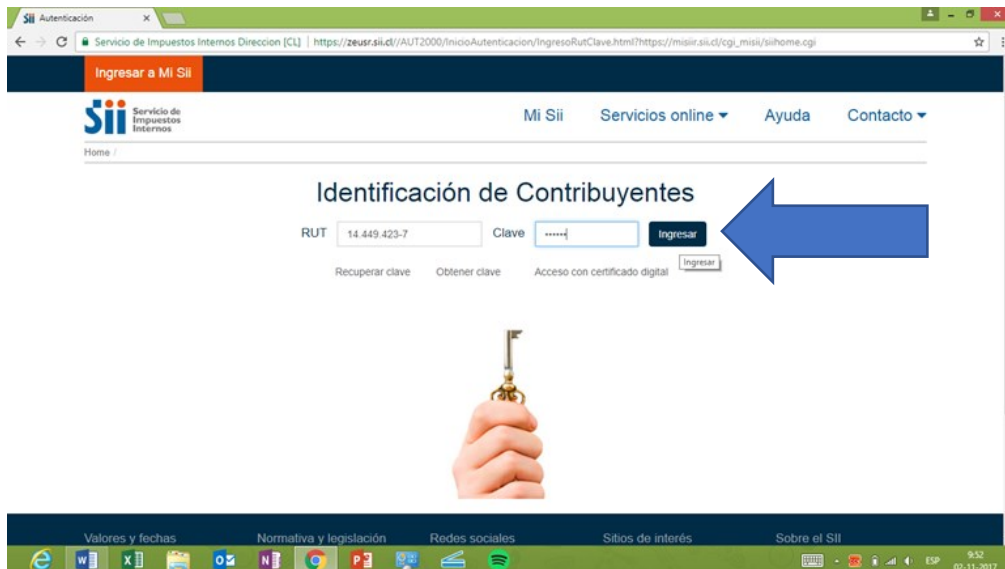 Autenticación
Servicio de Impuestos Internos Direccion [CL] | https://zeusr.sii.cl//AUT2000/InicioAutenticacion/IngresoRutClave.html?https://misiir.sii.cl/cgi_misii/siihome.cgi
Ingresar a Mi SII
Sii Servicio de
Impuestos
Internos
Mi Sii Servicios online Ayuda Contacto
Home /
Identificación de Contribuyentes
RUT 14.449.423-7 Clave •••••• Ingresar
Recuperar clave Obtener clave Acceso con certificado digital Ingresar
Valores y fechas Normativa y legislación Redes sociales Sitios de interés Sobre el SII
ESP 9:52
02-11-2017